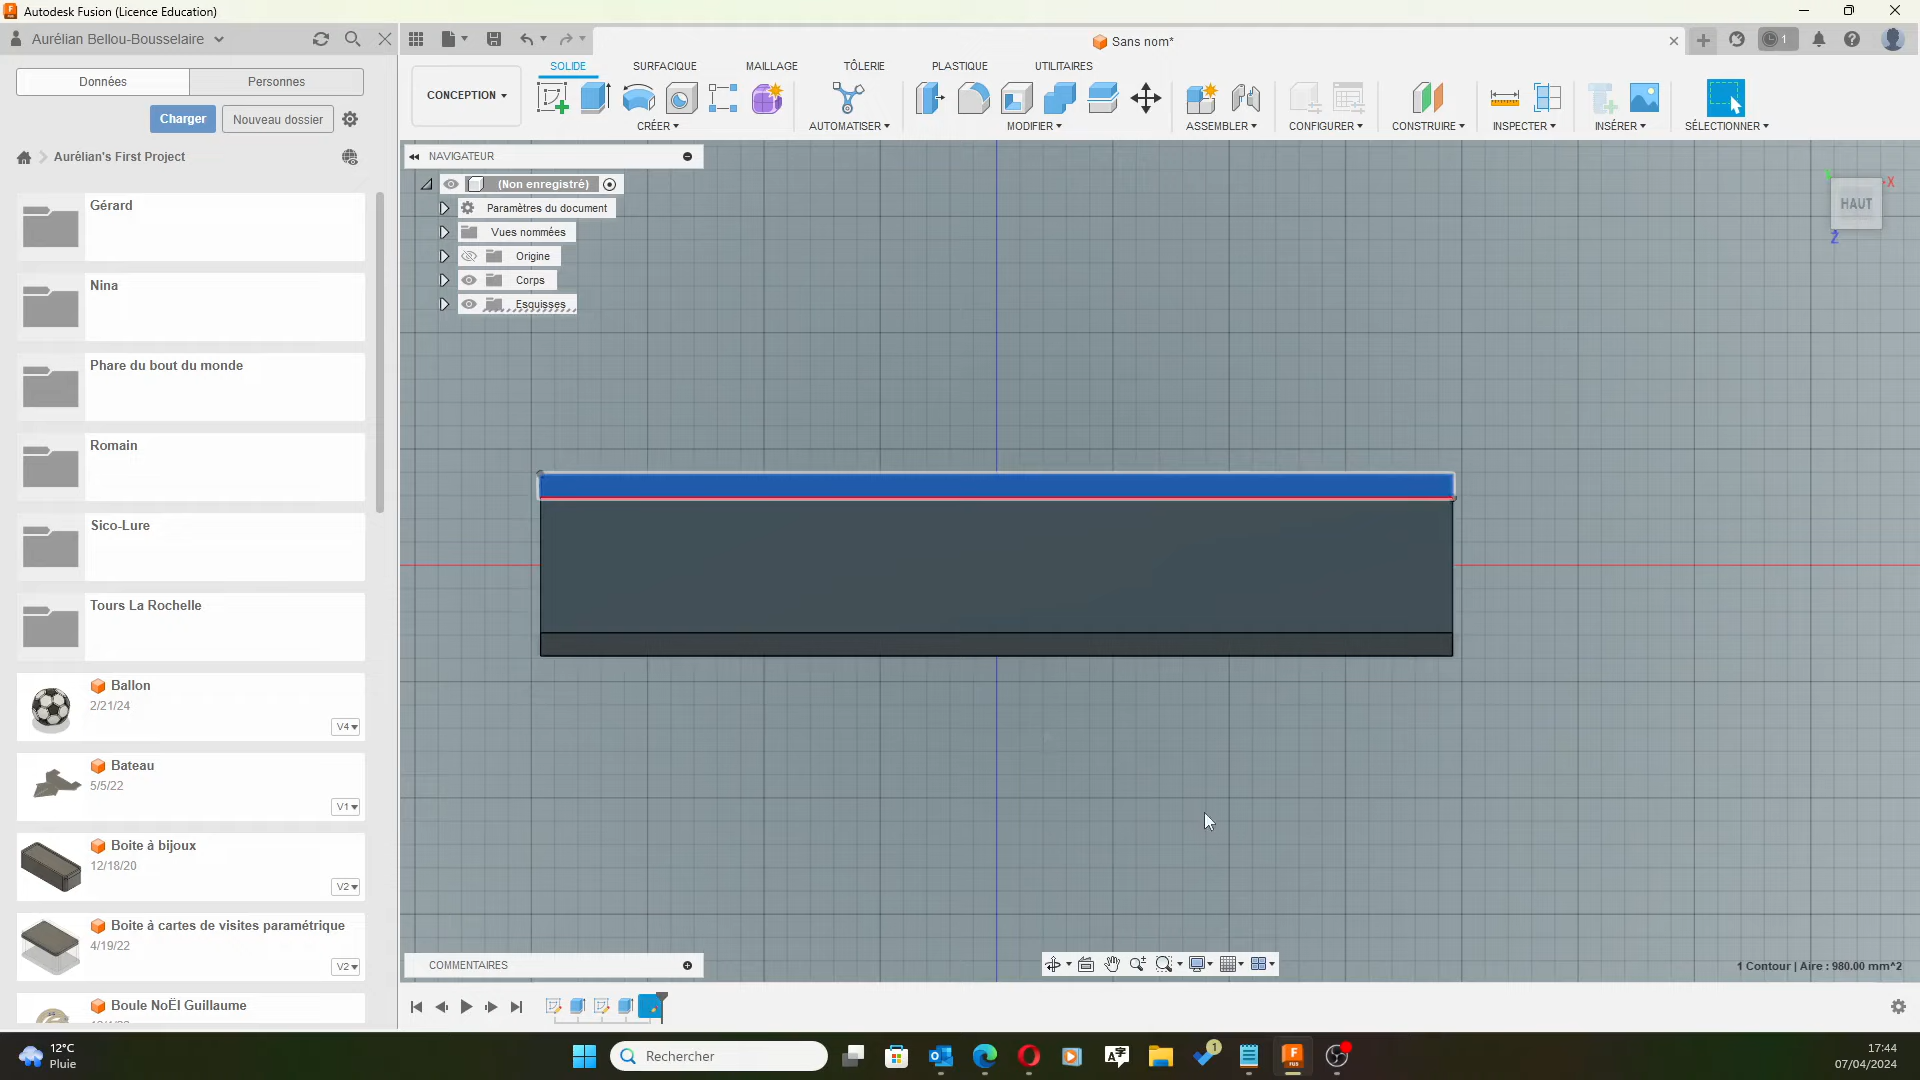 Autodesk Fusion (Licence Education)
Aurélian Bellou-Bousselaire
Sans nom*
1
Données
Personnes
Charger
Nouveau dossier
Aurélian's First Project
Gérard
Nina
Phare du bout du monde
Romain
Sico-Lure
Tours La Rochelle
Ballon
2/21/24
V4
Bateau
5/5/22
V1
Boite à bijoux
12/18/20
V2
Boite à cartes de visites paramétrique
4/19/22
V2
Boule NoËl Guillaume
CONCEPTION
SOLIDE
SURFACIQUE
MAILLAGE
TÔLERIE
PLASTIQUE
UTILITAIRES
CRÉER
AUTOMATISER
MODIFIER
ASSEMBLER
CONFIGURER
CONSTRUIRE
INSPECTER
INSÉRER
SÉLECTIONNER
NAVIGATEUR
(Non enregistré)
Paramètres du document
Vues nommées
Origine
Corps
Esquisses
X
HAUT
Z
COMMENTAIRES
1 Contour | Aire : 980.00 mm^2
12°C
Pluie
Rechercher
1
17:44
07/04/2024